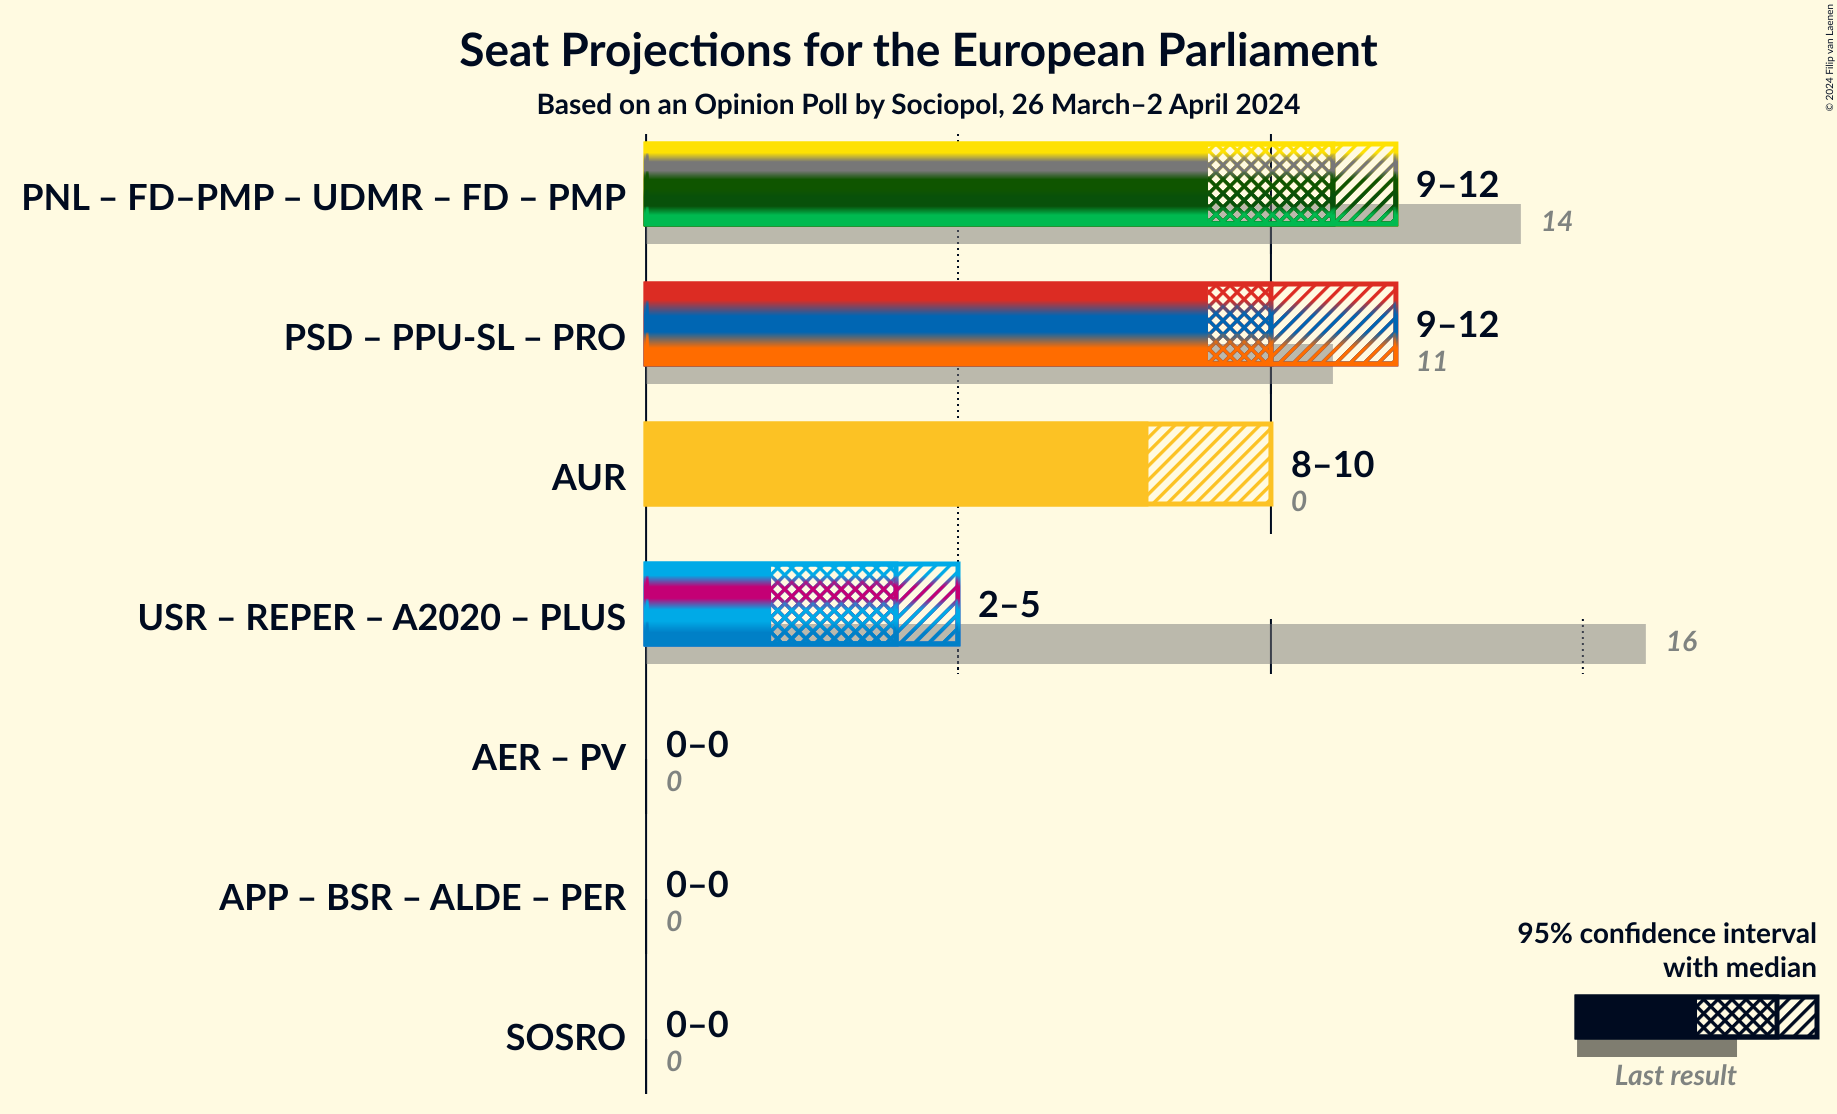 Seat Projections for the European Parliament
Based on an Opinion Poll by Sociopol, 26 March–2 April 2024
© 2024 Filip van Laenen
PNL – FD–PMP – UDMR – FD – PMP
9–12
14
PSD – PPU-SL – PRO
9–12
11
AUR
8–10
0
USR – REPER – A2020 – PLUS
2–5
16
AER – PV
0–0
0
APP – BSR – ALDE – PER
0–0
0
SOSRO
0–0
0
95% confidence interval
with median
Last result